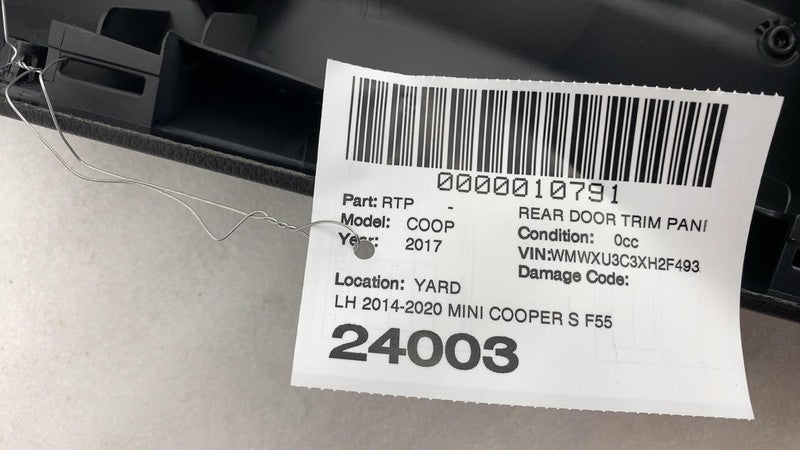 0000010791
Part: RTP - REAR DOOR TRIM PANI
Model: COOP Condition: 0cc
Year: 2017 VIN:WMWXU3C3XH2F493
Damage Code:
Location: YARD
LH 2014-2020 MINI COOPER S F55
24003